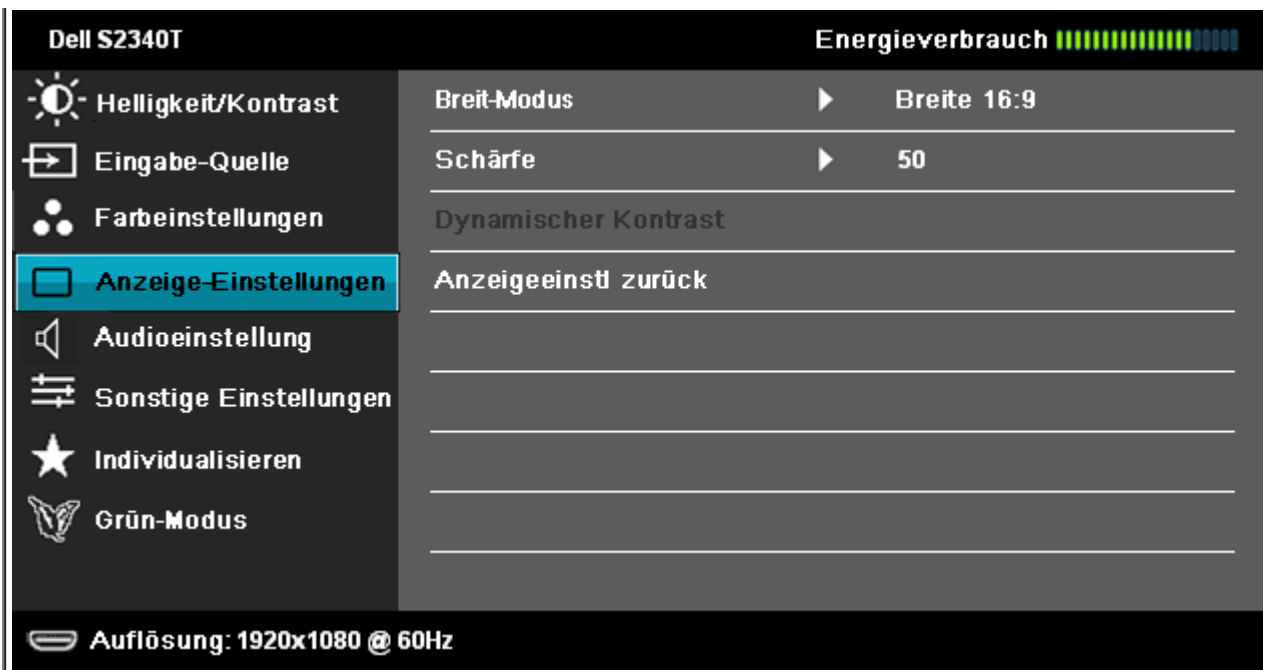 Dell S2340T
Energieverbrauch
Helligkeit/Kontrast
Eingabe-Quelle
Farbeinstellungen
Anzeige-Einstellungen
Audioeinstellung
Sonstige Einstellungen
Individualisieren
Grün-Modus
Breit-Modus Breite 16:9
Schärfe 50
Dynamischer Kontrast
Anzeigeeinstl zurück
Auflösung: 1920x1080 @ 60Hz